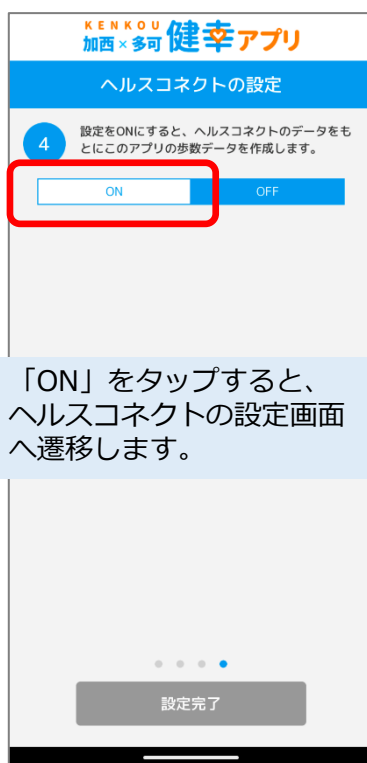 KENKOU
加西×多可 健幸アプリ
ヘルスコネクトの設定
4
設定をONにすると、ヘルスコネクトのデータをも
とにこのアプリの歩数データを作成します。
ON OFF
「ON」をタップすると、
ヘルスコネクトの設定画面
へ遷移します。
設定完了